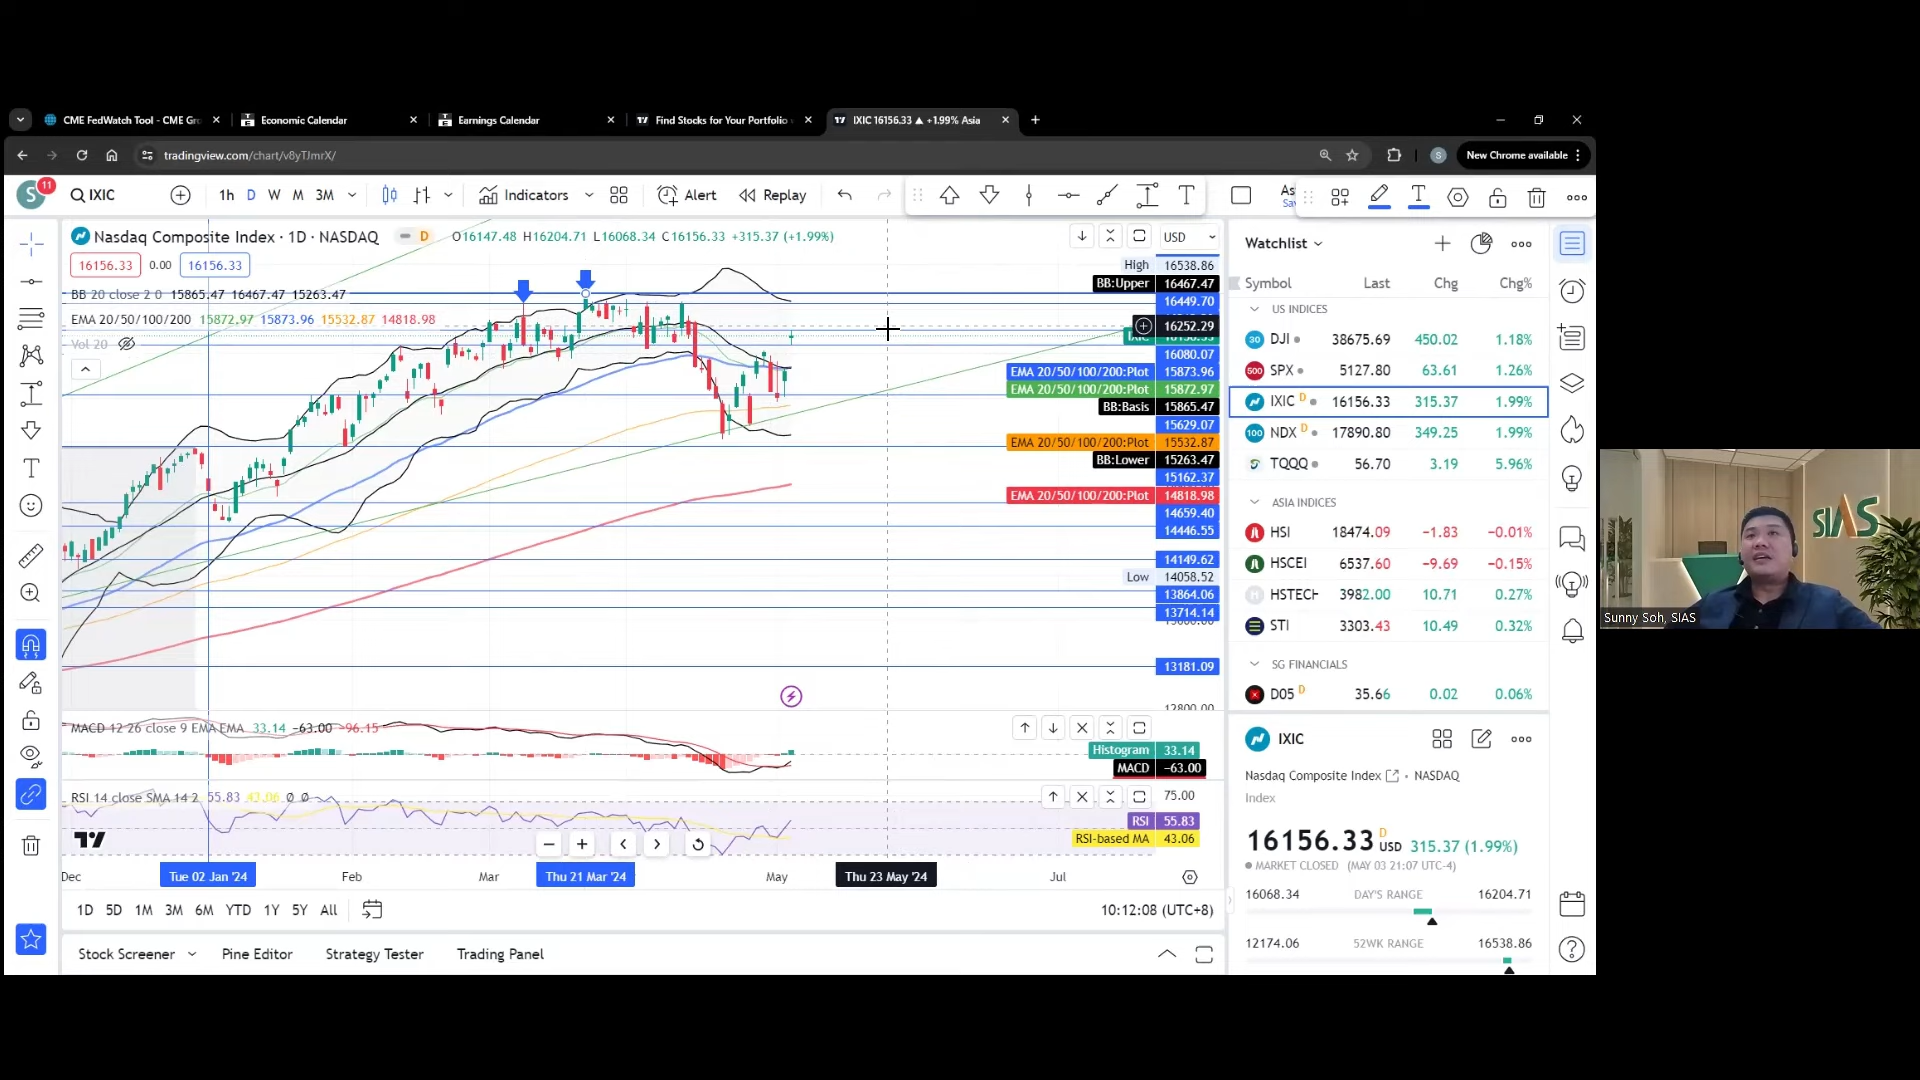 CME FedWatch Tool - CME Gr
Economic Calendar
Earnings Calendar
Find Stocks for Your Portfolio
IXIC 16156.33 ▲ +1.99% Asia
tradingview.com/chart/v8yTJmrX/
S
New Chrome available
S 11
IXIC
1h D W M 3M
Indicators
Alert
Replay
T
T
Nasdaq Composite Index · 1D · NASDAQ
D
O16147.48 H16204.71 L16068.34 C16156.33 +315.37 (+1.99%)
USD
16156.33 0.00 16156.33
BB 20 close 2 0 15865.47 16467.47 15263.47
EMA 20/50/100/200 15872.97 15873.96 15532.87 14818.98
Vol 20
High 16538.86
BB:Upper 16467.47
16449.70
16252.29
16080.07
EMA 20/50/100/200:Plot 15873.96
EMA 20/50/100/200:Plot 15872.97
BB:Basis 15865.47
15629.07
EMA 20/50/100/200:Plot 15532.87
BB:Lower 15263.47
15162.37
EMA 20/50/100/200:Plot 14818.98
14659.40
14446.55
14149.62
Low 14058.52
13864.06
13714.14
13181.09
12800.00
MACD 12 26 close 9 EMA EMA 33.14 −63.00 −96.15
Histogram 33.14
MACD −63.00
RSI 14 close SMA 14 2 55.83 43.06 Ø Ø
75.00
RSI 55.83
RSI-based MA 43.06
Dec
Tue 02 Jan '24
Feb
Mar
Thu 21 Mar '24
May
Thu 23 May '24
Jul
1D 5D 1M 3M 6M YTD 1Y 5Y All
10:12:08 (UTC+8)
Stock Screener
Pine Editor
Strategy Tester
Trading Panel
Watchlist
Symbol Last Chg Chg%
US INDICES
30 DJI 38675.69 450.02 1.18%
500 SPX 5127.80 63.61 1.26%
IXIC D 16156.33 315.37 1.99%
100 NDX D 17890.80 349.25 1.99%
TQQQ 56.70 3.19 5.96%
ASIA INDICES
HSI 18474.09 −1.83 −0.01%
HSCEI 6537.60 −9.69 −0.15%
HSTECH 3982.00 10.71 0.27%
STI 3303.43 10.49 0.32%
SG FINANCIALS
D05 D 35.66 0.02 0.06%
IXIC
Nasdaq Composite Index · NASDAQ
Index
16156.33 D USD 315.37 (1.99%)
MARKET CLOSED (MAY 03 21:07 UTC-4)
16068.34 DAY'S RANGE 16204.71
12174.06 52WK RANGE 16538.86
SIAS
Sunny Soh, SIAS